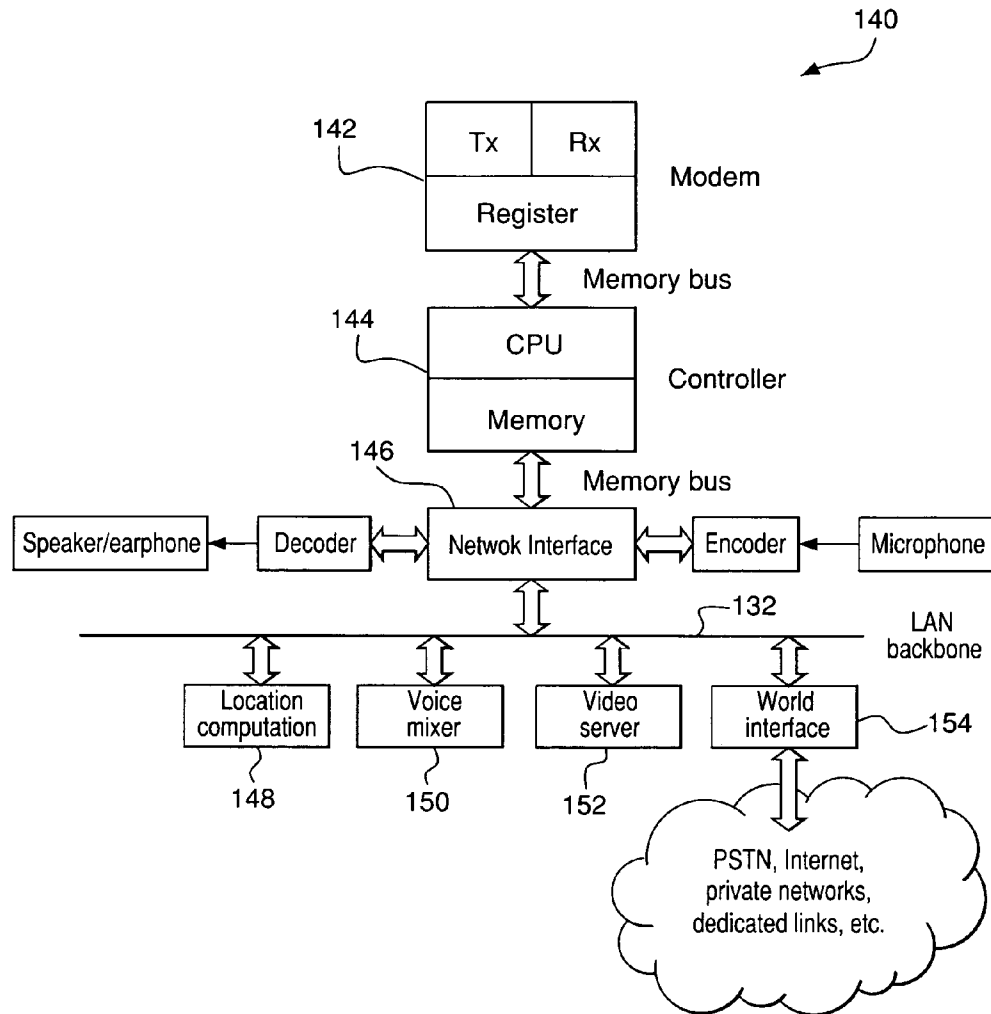 140
142
Tx
Rx
Modem
Register
Memory bus
144
CPU
Controller
Memory
146
Memory bus
Speaker/earphone
Decoder
Netwok Interface
Encoder
Microphone
132
LAN
backbone
Location
computation
Voice
mixer
Video
server
World
interface
154
148
150
152
PSTN, Internet,
private networks,
dedicated links, etc.